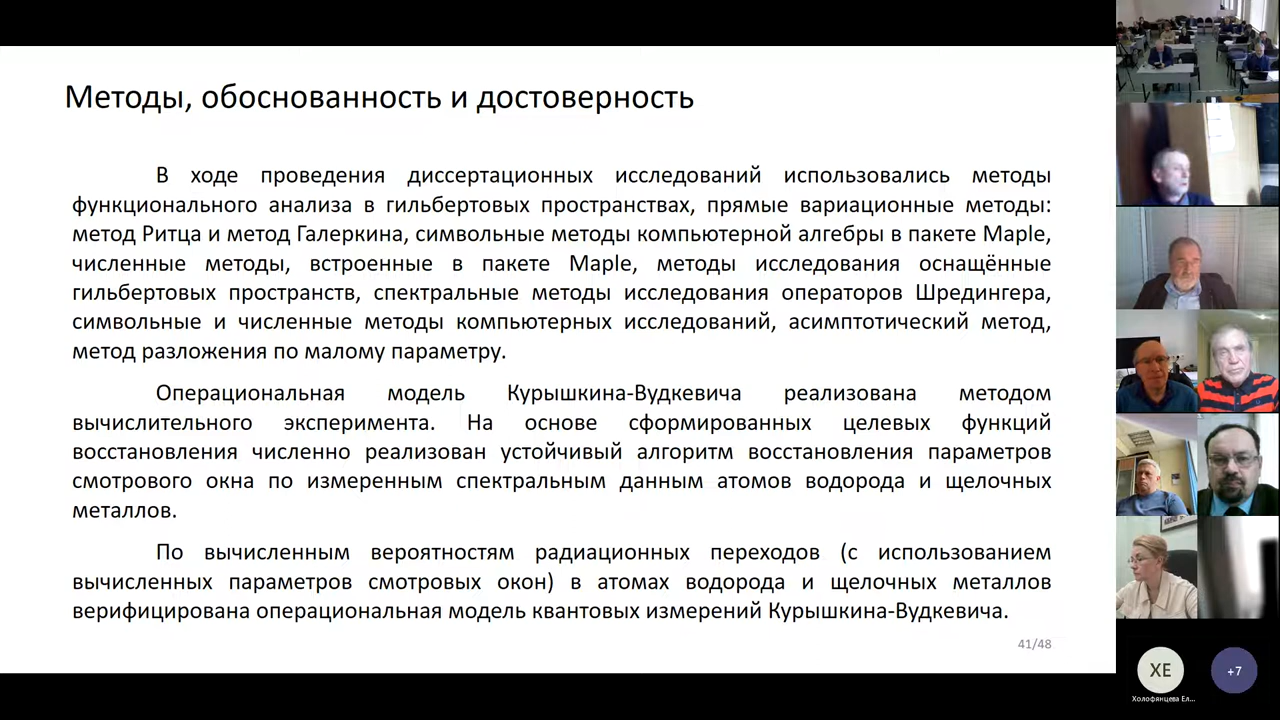 Методы, обоснованность и достоверность
В ходе проведения диссертационных исследований использовались методы
функционального анализа в гильбертовых пространствах, прямые вариационные методы:
метод Ритца и метод Галеркина, символьные методы компьютерной алгебры в пакете Maple,
численные методы, встроенные в пакете Maple, методы исследования оснащённые
гильбертовых пространств, спектральные методы исследования операторов Шредингера,
символьные и численные методы компьютерных исследований, асимптотический метод,
метод разложения по малому параметру.
Операциональная модель Курышкина-Вудкевича реализована методом
вычислительного эксперимента. На основе сформированных целевых функций
восстановления численно реализован устойчивый алгоритм восстановления параметров
смотрового окна по измеренным спектральным данным атомов водорода и щелочных
металлов.
По вычисленным вероятностям радиационных переходов (с использованием
вычисленных параметров смотровых окон) в атомах водорода и щелочных металлов
верифицирована операциональная модель квантовых измерений Курышкина-Вудкевича.
41/48
XE
+7
Холофянцева Ел...